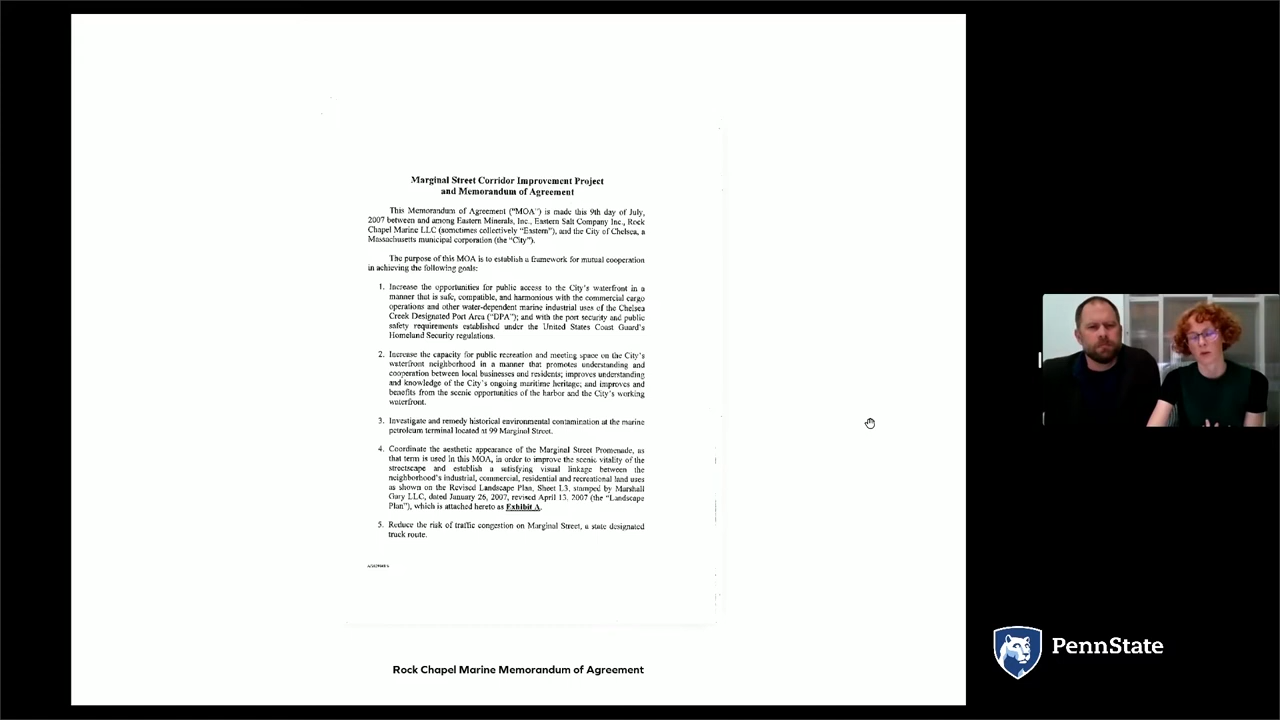 Marginal Street Corridor Improvement Project
and Memorandum of Agreement
This Memorandum of Agreement ("MOA") is made this 9th day of July,
2007 between and among Eastern Minerals, Inc., Eastern Salt Company Inc., Rock
Chapel Marine LLC (sometimes collectively "Eastern"), and the City of Chelsea, a
Massachusetts municipal corporation (the "City").
The purpose of this MOA is to establish a framework for mutual cooperation
in achieving the following goals:
1. Increase the opportunities for public access to the City's waterfront in a
manner that is safe, compatible, and harmonious with the commercial cargo
operations and other water-dependent marine industrial uses of the Chelsea
Creek Designated Port Area ("DPA"); and with the port security and public
safety requirements established under the United States Coast Guard's
Homeland Security regulations.
2. Increase the capacity for public recreation and meeting space on the City's
waterfront neighborhood in a manner that promotes understanding and
cooperation between local businesses and residents; improves understanding
and knowledge of the City's ongoing maritime heritage; and improves and
benefits from the scenic opportunities of the harbor and the City's working
waterfront.
3. Investigate and remedy historical environmental contamination at the marine
petroleum terminal located at 99 Marginal Street.
4. Coordinate the aesthetic appearance of the Marginal Street Promenade, as
that term is used in this MOA, in order to improve the scenic vitality of the
streetscape and establish a satisfying visual linkage between the
neighborhood's industrial, commercial, residential and recreational land uses
as shown on the Revised Landscape Plan, Sheet L3, stamped by Marshall
Gary LLC, dated January 26, 2007, revised April 13, 2007 (the "Landscape
Plan"), which is attached hereto as Exhibit A.
5. Reduce the risk of traffic congestion on Marginal Street, a state designated
truck route.
Rock Chapel Marine Memorandum of Agreement
PennState